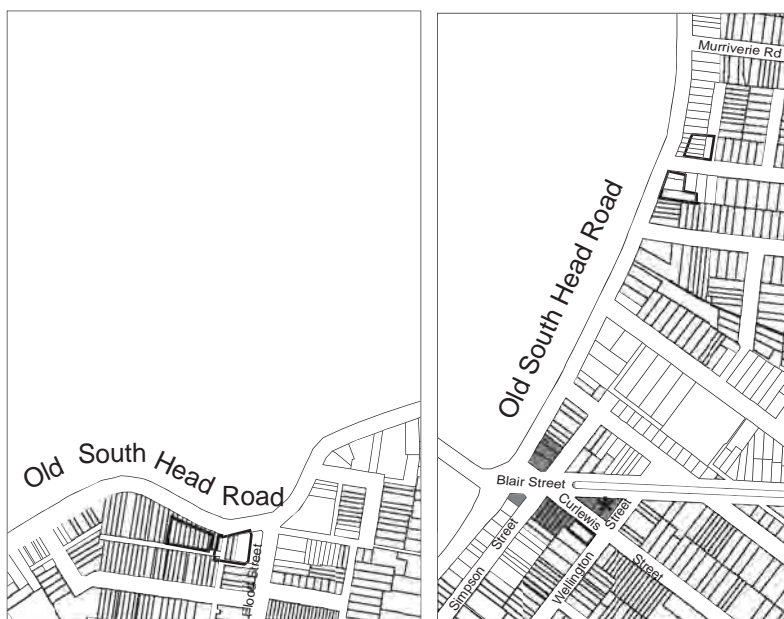 Old South Head Road
Flood Street
Murriverie Rd
Old South Head Road
Blair Street
Curlewis Street
Simpson Street
Wellington Street